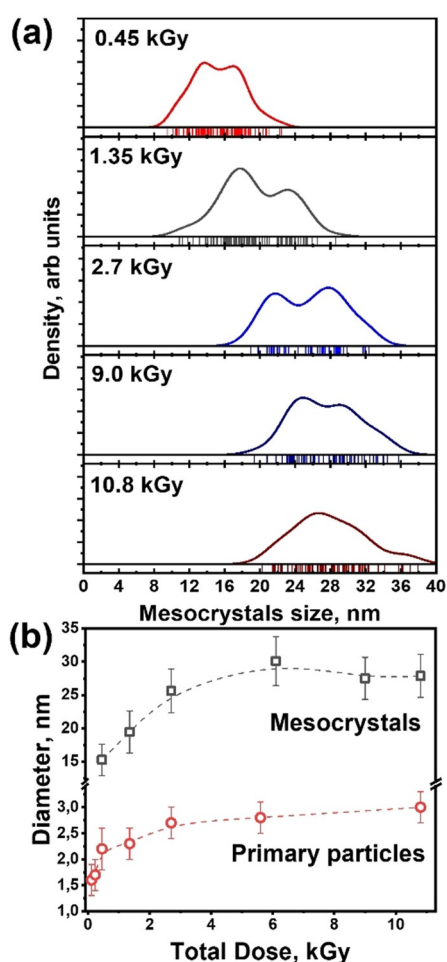 (a)
0.45 kGy
1.35 kGy
2.7 kGy
9.0 kGy
10.8 kGy
Density, arb units
0 4 8 12 16 20 24 28 32 36 40
Mesocrystals size, nm
(b)
35
30
25
20
15
3,0
2,5
2,0
1,5
1,0
Diameter, nm
Mesocrystals
Primary particles
0 2 4 6 8 10
Total Dose, kGy